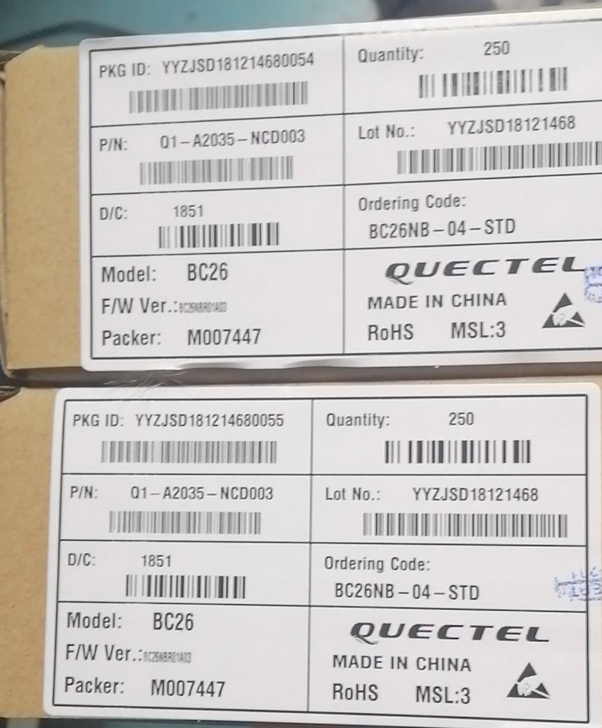 PKG ID: YYZJSD181214680054
Quantity: 250
P/N: Q1-A2035-NCD003
Lot No.: YYZJSD18121468
D/C: 1851
Ordering Code:
BC26NB-04-STD
Model: BC26
QUECTEL
F/W Ver.: BC26NBR01A03
MADE IN CHINA
Packer: M007447
RoHS MSL:3
PKG ID: YYZJSD181214680055
Quantity: 250
P/N: Q1-A2035-NCD003
Lot No.: YYZJSD18121468
D/C: 1851
Ordering Code:
BC26NB-04-STD
Model: BC26
QUECTEL
F/W Ver.: BC26NBR01A03
MADE IN CHINA
Packer: M007447
RoHS MSL:3